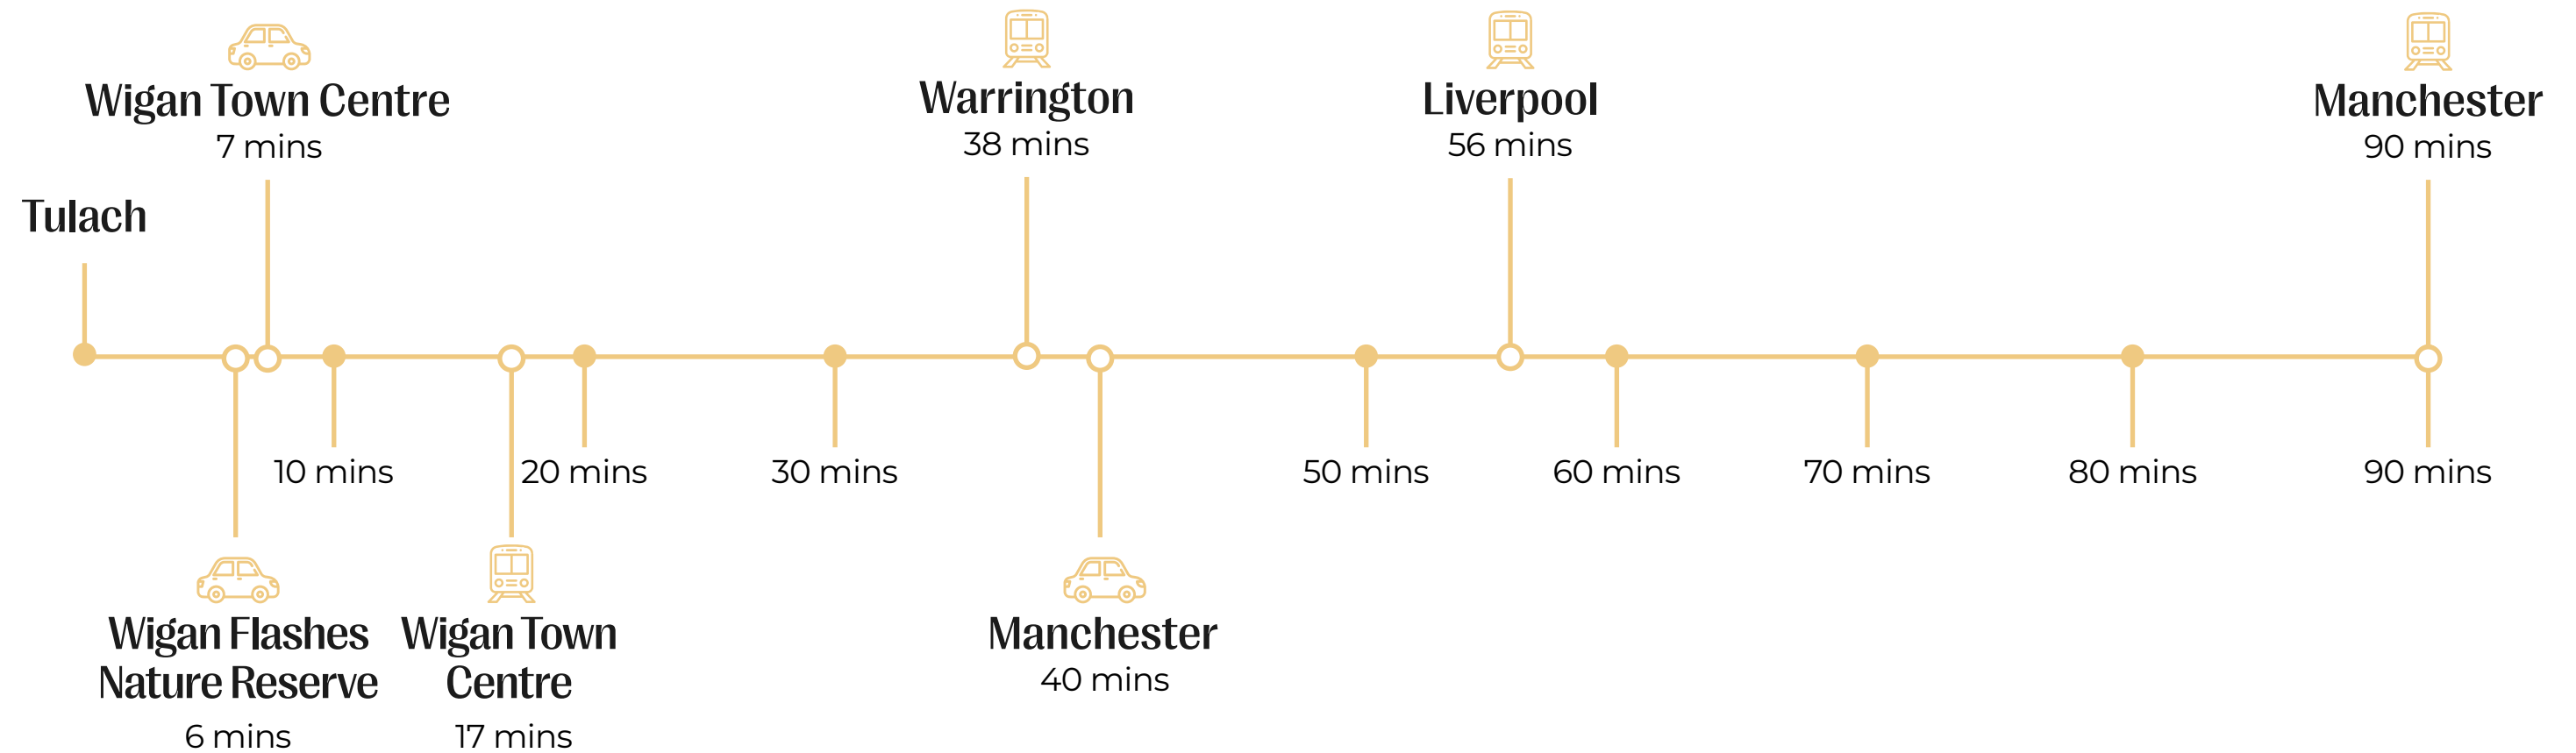 Wigan Town Centre
7 mins
Warrington
38 mins
Liverpool
56 mins
Manchester
90 mins
Tulach
10 mins
20 mins
30 mins
50 mins
60 mins
70 mins
80 mins
90 mins
Wigan Flashes
Nature Reserve
6 mins
Wigan Town
Centre
17 mins
Manchester
40 mins